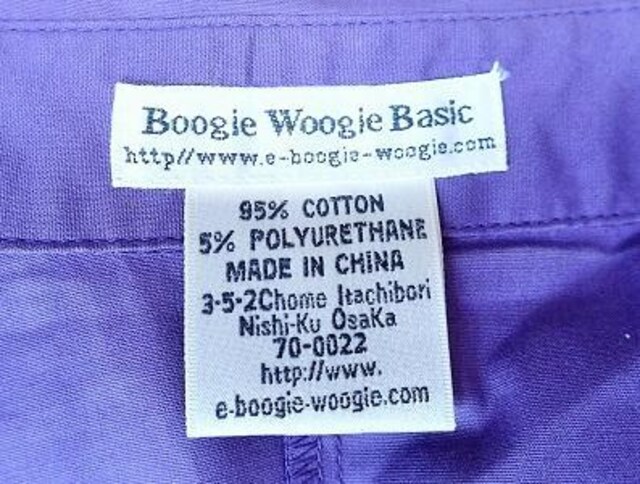 Boogie Woogie Basic
http//www.e-boogie-woogie.com
95% COTTON
5% POLYURETHANE
MADE IN CHINA
3-5-2Chome Itachibori
Nishi-Ku OsaKa
70-0022
http://www.
e-boogie-woogie.com